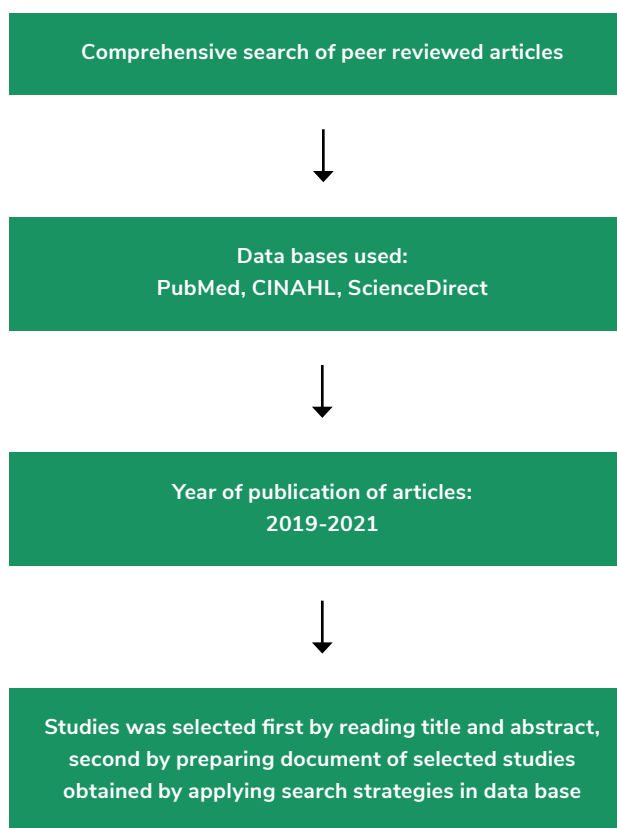 Comprehensive search of peer reviewed articles
Data bases used:
PubMed, CINAHL, ScienceDirect
Year of publication of articles:
2019-2021
Studies was selected first by reading title and abstract,
second by preparing document of selected studies
obtained by applying search strategies in data base